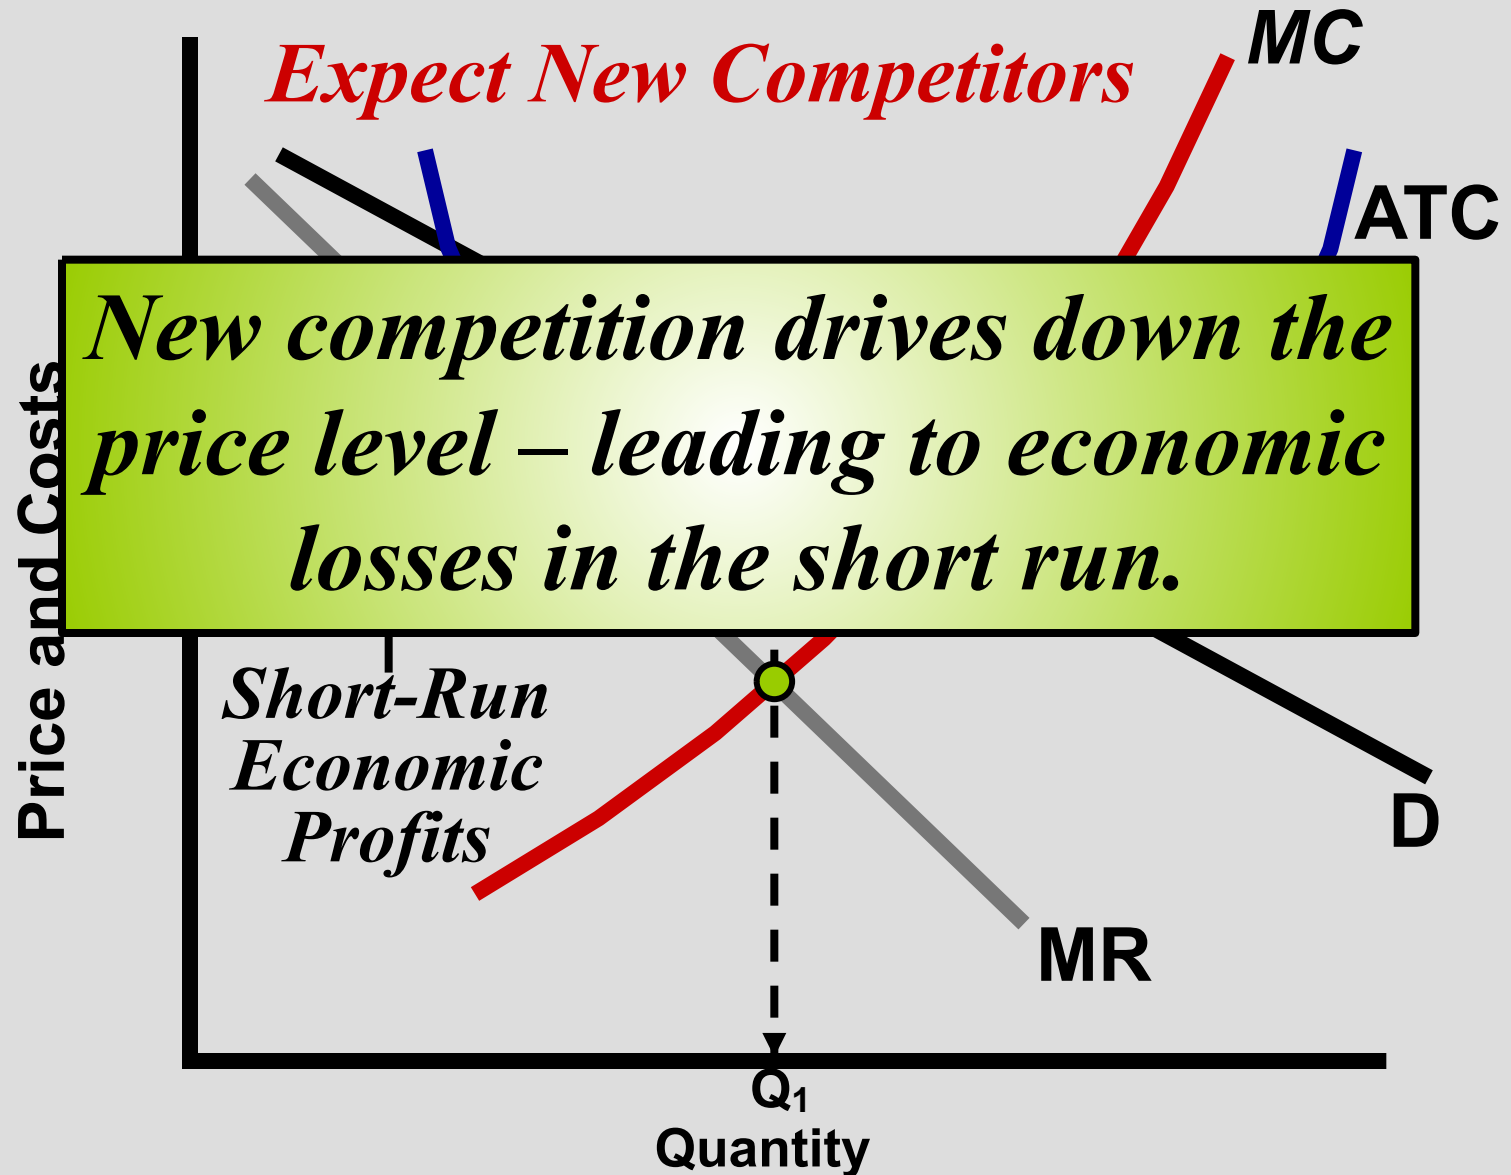 MC
Expect New Competitors
ATC
New competition drives down the
price level – leading to economic
losses in the short run.
Price and Costs
Short-Run
Economic
Profits
D
MR
Q1
Quantity